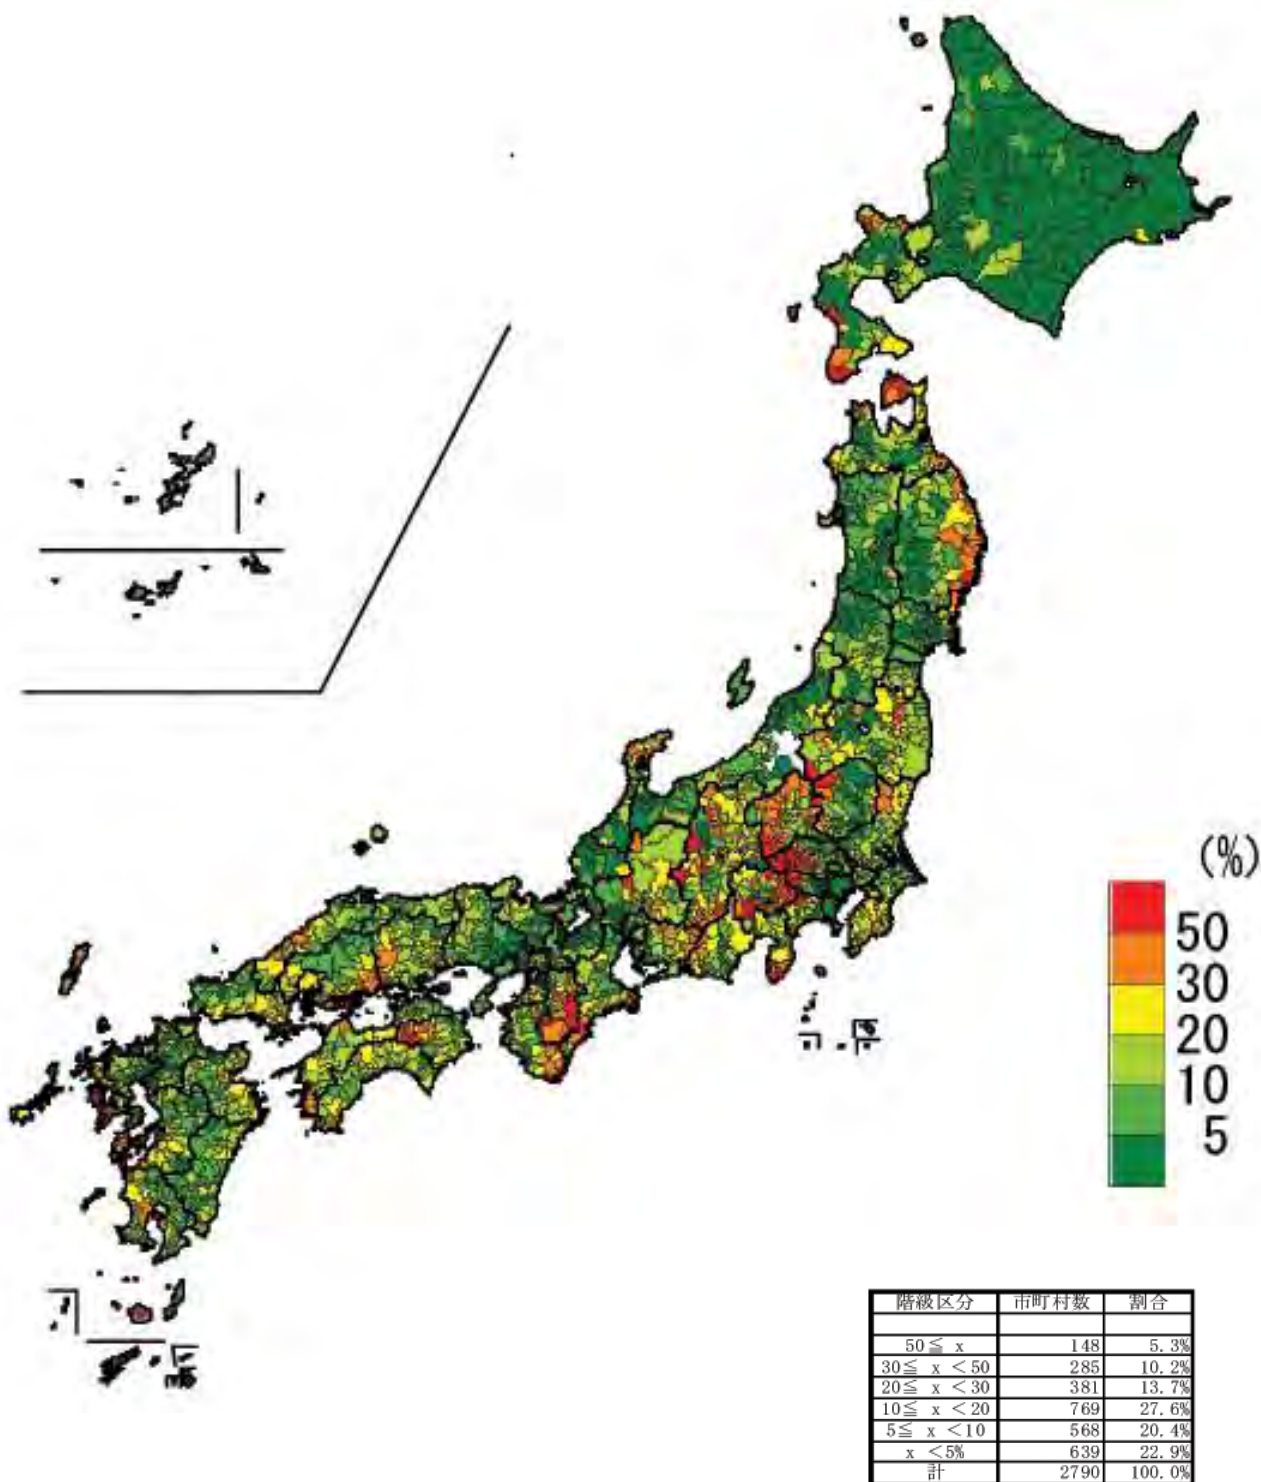 (%)
50
30
20
10
5
階級区分 市町村数 割合
50≦ x 148 5.3%
30≦ x <50 285 10.2%
20≦ x <30 381 13.7%
10≦ x <20 769 27.6%
5≦ x <10 568 20.4%
x <5% 639 22.9%
計 2790 100.0%